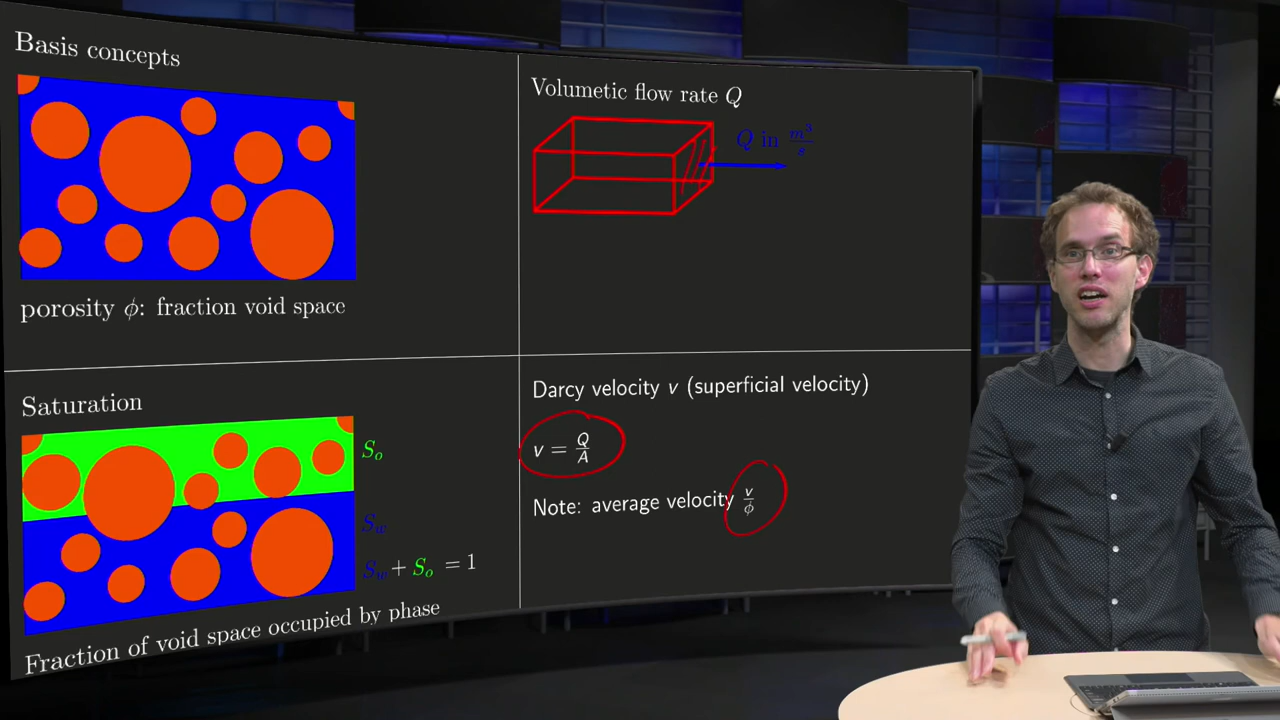 Basis concepts
porosity ϕ: fraction void space
Volumetic flow rate Q
Q in m³/s
Saturation
S_o
S_w
S_w + S_o = 1
Fraction of void space occupied by phase
Darcy velocity v (superficial velocity)
v = Q/A
Note: average velocity v/ϕ